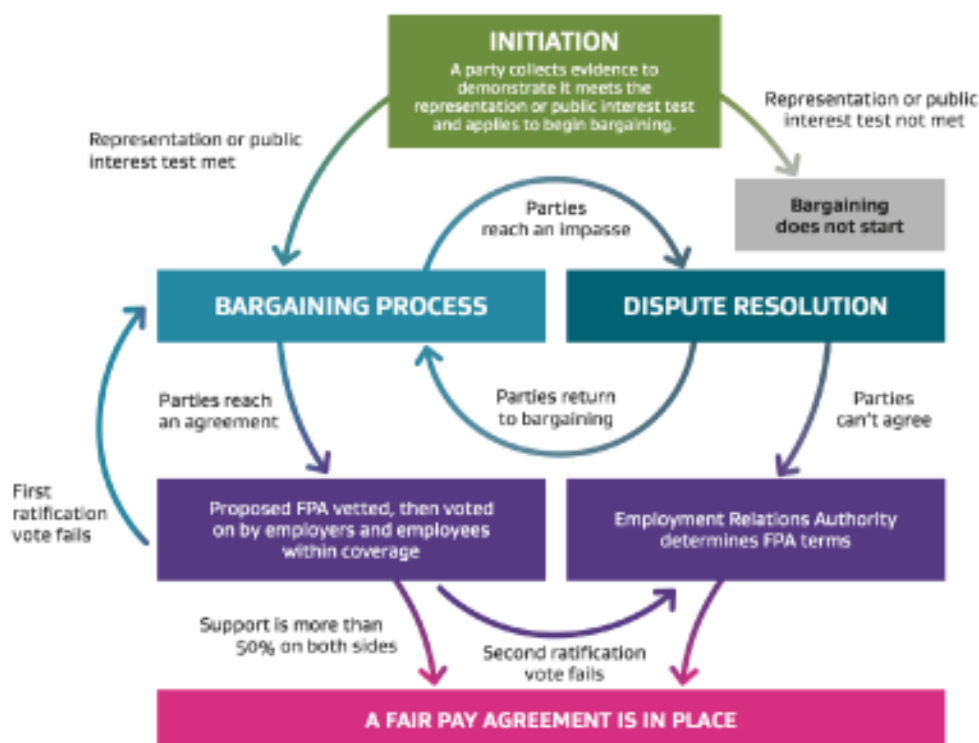 INITIATION
A party collects evidence to
demonstrate it meets the
representation or public interest test
and applies to begin bargaining.
Representation or public
interest test met
Representation or public
interest test not met
Bargaining
does not start
Parties
reach an impasse
BARGAINING PROCESS
DISPUTE RESOLUTION
Parties reach
an agreement
Parties return
to bargaining
Parties
can't agree
First
ratification
vote fails
Proposed FPA vetted, then voted
on by employers and employees
within coverage
Employment Relations Authority
determines FPA terms
Support is more than
50% on both sides
Second ratification
vote fails
A FAIR PAY AGREEMENT IS IN PLACE